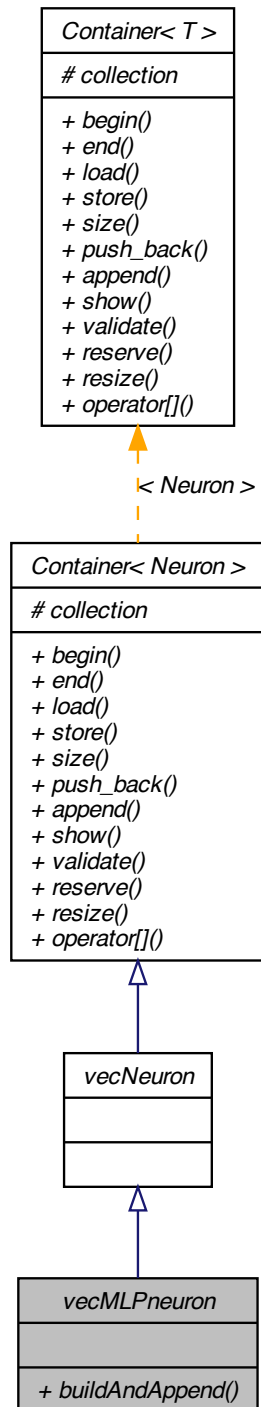 Container< T >
# collection
+ begin()
+ end()
+ load()
+ store()
+ size()
+ push_back()
+ append()
+ show()
+ validate()
+ reserve()
+ resize()
+ operator[]()
< Neuron >
Container< Neuron >
# collection
+ begin()
+ end()
+ load()
+ store()
+ size()
+ push_back()
+ append()
+ show()
+ validate()
+ reserve()
+ resize()
+ operator[]()
vecNeuron
vecMLPneuron
+ buildAndAppend()